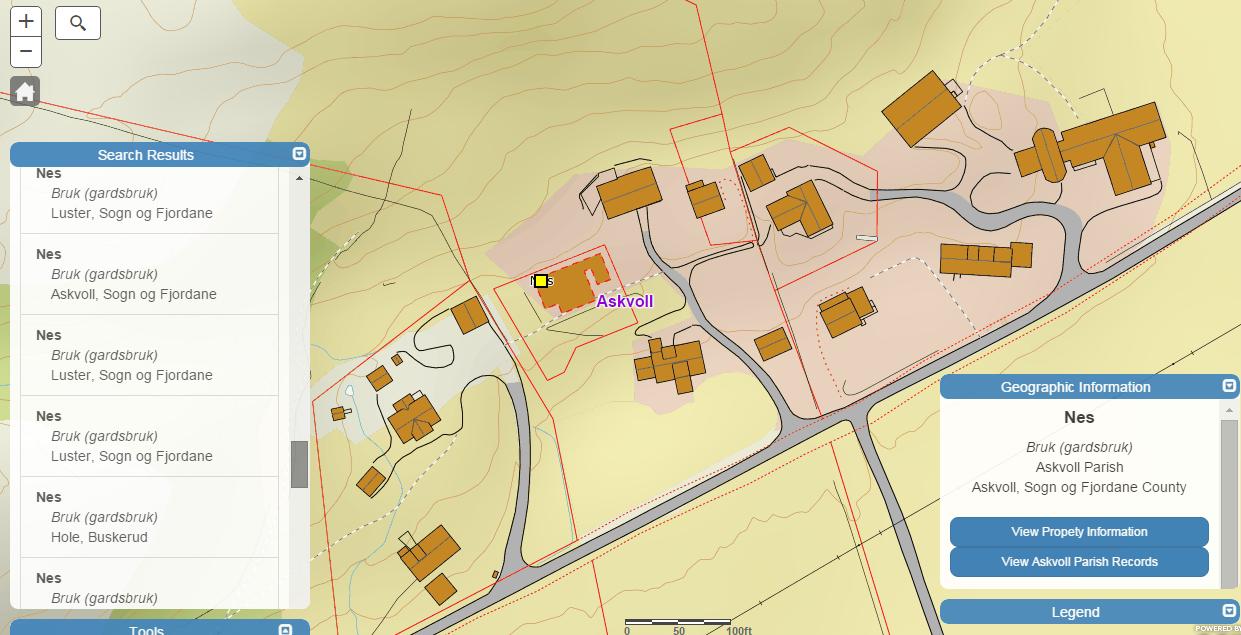 +
−
Search Results
Nes
Bruk (gardsbruk)
Luster, Sogn og Fjordane
Nes
Bruk (gardsbruk)
Askvoll, Sogn og Fjordane
Nes
Bruk (gardsbruk)
Luster, Sogn og Fjordane
Nes
Bruk (gardsbruk)
Luster, Sogn og Fjordane
Nes
Bruk (gardsbruk)
Hole, Buskerud
Nes
Bruk (gardsbruk)
Tools
Nes
Askvoll
0 50 100ft
Geographic Information
Nes
Bruk (gardsbruk)
Askvoll Parish
Askvoll, Sogn og Fjordane County
View Propety Information
View Askvoll Parish Records
Legend
POWERED BY